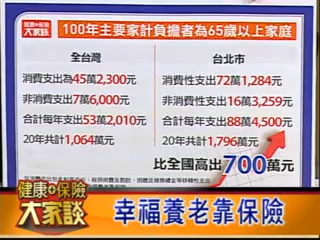 健康+保險
大家談
100年主要家計負擔者為65歲以上家庭
全台灣
消費支出為45萬2,300元
非消費支出7萬6,000元
合計每年支出53萬2010元
20年共計1,064萬元
台北市
消費性支出72萬1,284元
非消費性支出16萬3,259元
合計每年支出88萬4,500元
20年共計1,796萬元
比全國高出700萬元
健康+保險
大家談
幸福養老靠保險